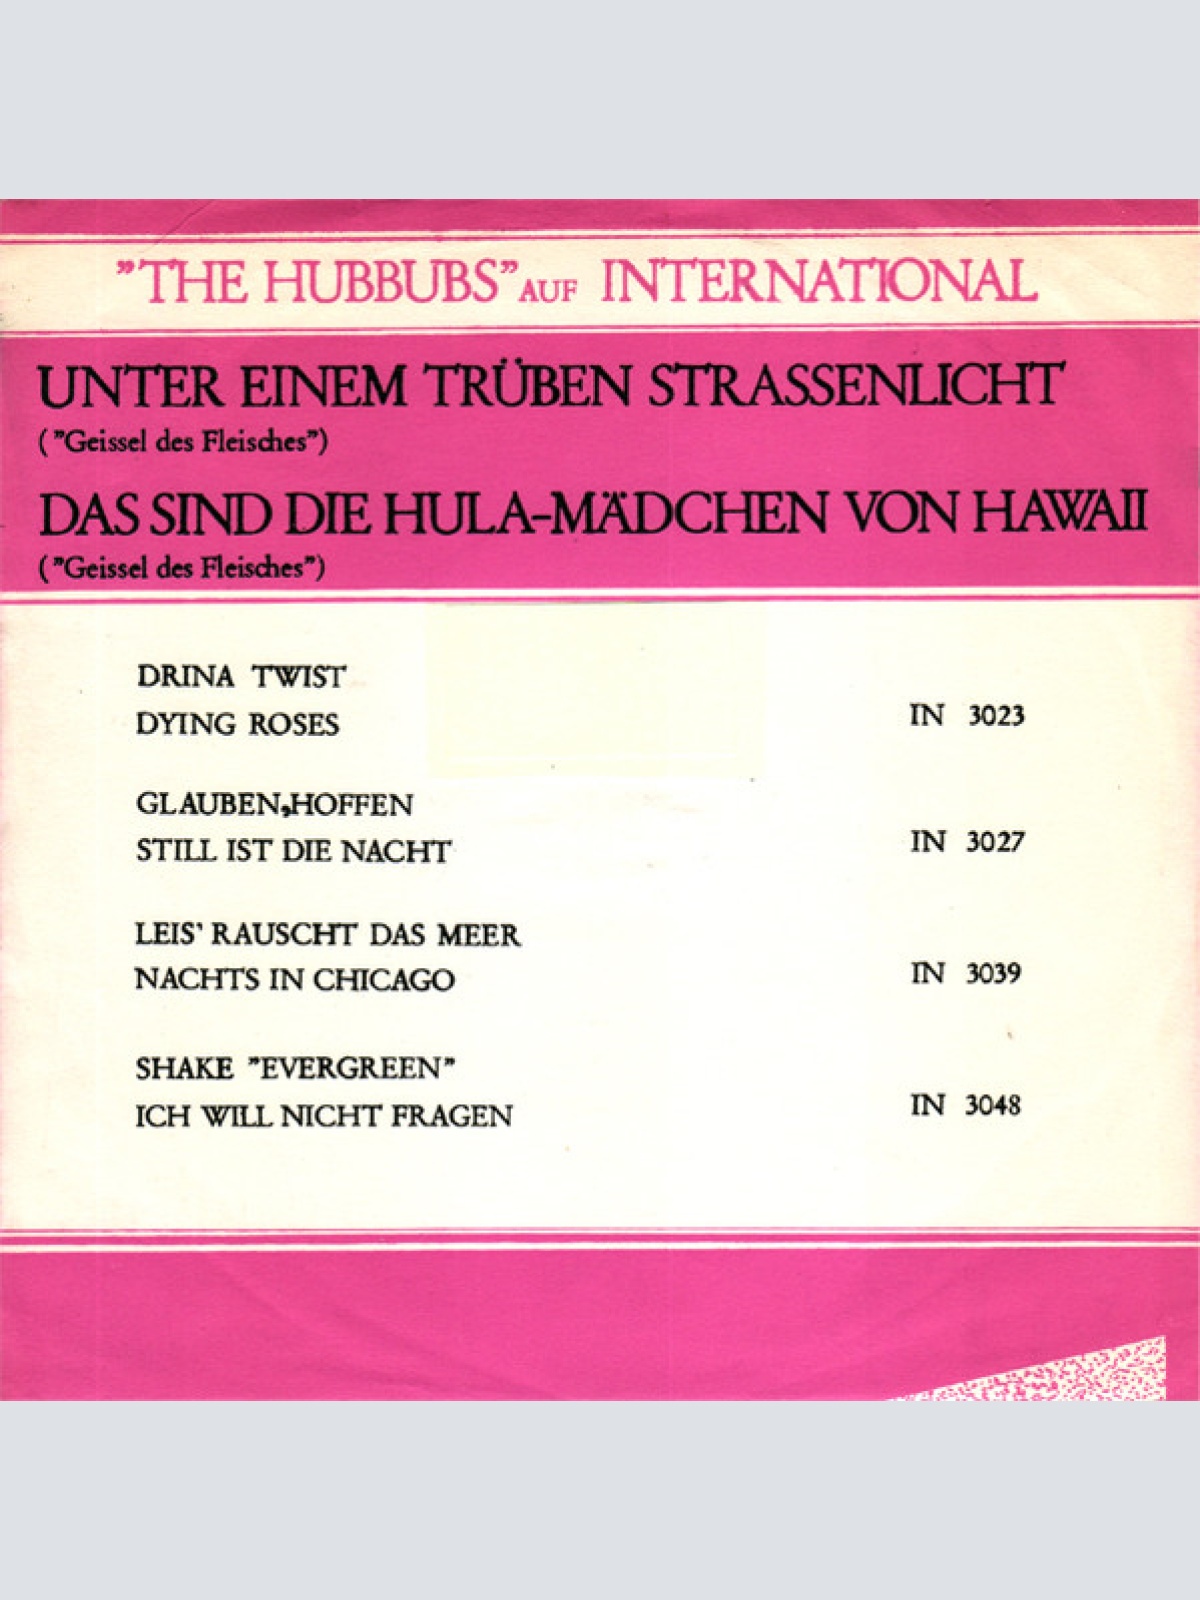 "THE HUBBUBS" AUF INTERNATIONAL
UNTER EINEM TRÜBEN STRASSENLICHT
("Geissel des Fleisches")
DAS SIND DIE HULA-MÄDCHEN VON HAWAII
("Geissel des Fleisches")
DRINA TWIST
DYING ROSES
IN 3023
GLAUBEN,HOFFEN
STILL IST DIE NACHT
IN 3027
LEIS' RAUSCHT DAS MEER
NACHTS IN CHICAGO
IN 3039
SHAKE "EVERGREEN"
ICH WILL NICHT FRAGEN
IN 3048